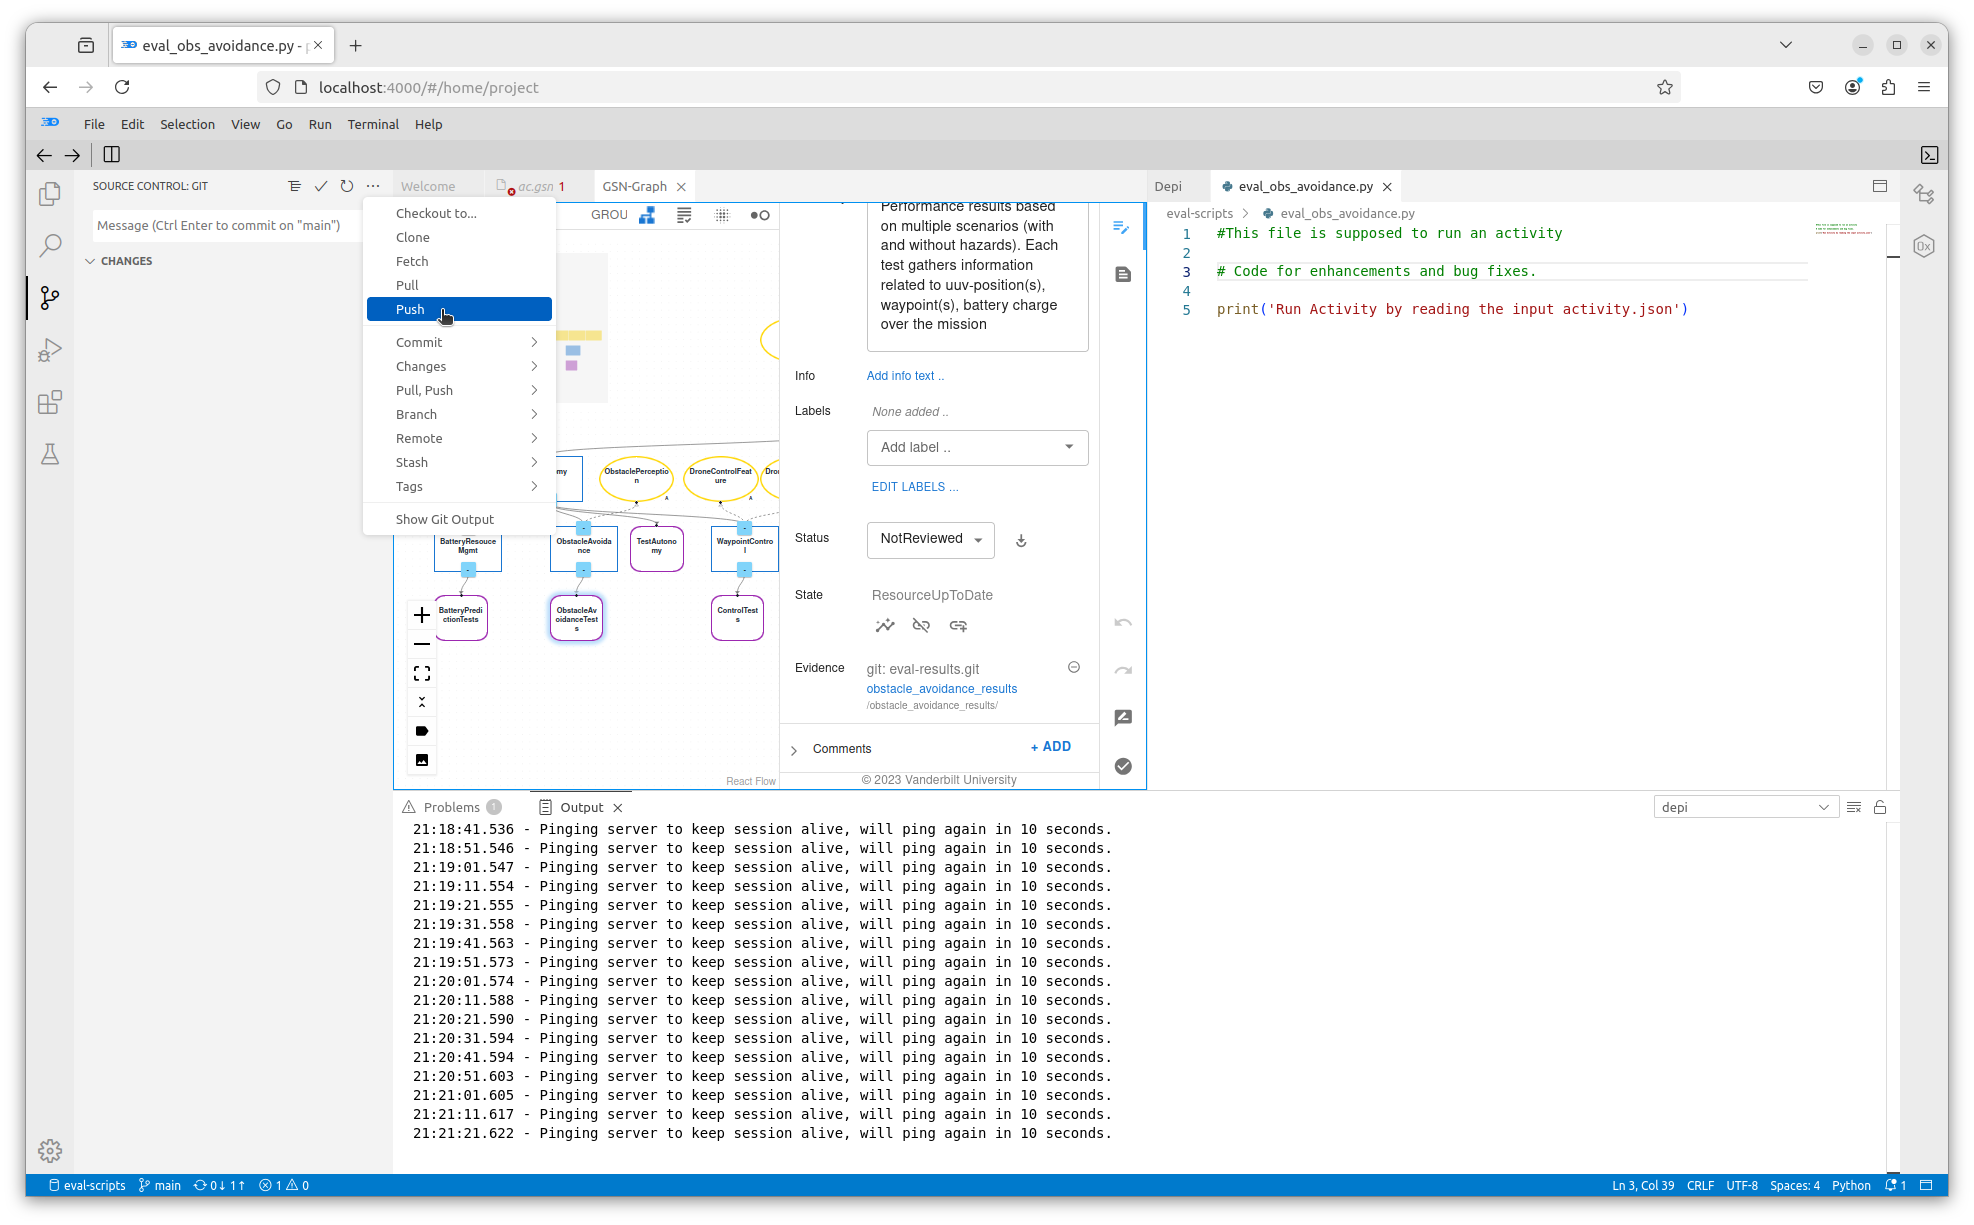 eval_obs_avoidance.py -
localhost:4000/#/home/project
File Edit Selection View Go Run Terminal Help
SOURCE CONTROL: GIT
Message (Ctrl Enter to commit on "main")
CHANGES
Checkout to...
Clone
Fetch
Pull
Push
Commit
Changes
Pull, Push
Branch
Remote
Stash
Tags
Show Git Output
Welcome
ac.gsn 1
GSN-Graph
GROU
my
ObstaclePerceptio
n
A
DroneControlFeat
ure
A
Dro
BatteryResouce
Mgmt
-
ObstacleAvoida
nce
-
-
TestAutono
my
WaypointContro
l
-
-
BatteryPredi
ctionTests
ObstacleAv
oidanceTest
s
ControlTest
s
React Flow
Performance results based
on multiple scenarios (with
and without hazards). Each
test gathers information
related to uuv-position(s),
waypoint(s), battery charge
over the mission
Info Add info text ..
Labels None added ..
Add label ..
EDIT LABELS ...
Status NotReviewed
State ResourceUpToDate
Evidence git: eval-results.git
obstacle_avoidance_results
/obstacle_avoidance_results/
Comments + ADD
© 2023 Vanderbilt University
Depi
eval_obs_avoidance.py
eval-scripts eval_obs_avoidance.py
1 #This file is supposed to run an activity
2
3 # Code for enhancements and bug fixes.
4
5 print('Run Activity by reading the input activity.json')
Problems 1
Output
depi
21:18:41.536 - Pinging server to keep session alive, will ping again in 10 seconds.
21:18:51.546 - Pinging server to keep session alive, will ping again in 10 seconds.
21:19:01.547 - Pinging server to keep session alive, will ping again in 10 seconds.
21:19:11.554 - Pinging server to keep session alive, will ping again in 10 seconds.
21:19:21.555 - Pinging server to keep session alive, will ping again in 10 seconds.
21:19:31.558 - Pinging server to keep session alive, will ping again in 10 seconds.
21:19:41.563 - Pinging server to keep session alive, will ping again in 10 seconds.
21:19:51.573 - Pinging server to keep session alive, will ping again in 10 seconds.
21:20:01.574 - Pinging server to keep session alive, will ping again in 10 seconds.
21:20:11.588 - Pinging server to keep session alive, will ping again in 10 seconds.
21:20:21.590 - Pinging server to keep session alive, will ping again in 10 seconds.
21:20:31.594 - Pinging server to keep session alive, will ping again in 10 seconds.
21:20:41.594 - Pinging server to keep session alive, will ping again in 10 seconds.
21:20:51.603 - Pinging server to keep session alive, will ping again in 10 seconds.
21:21:01.605 - Pinging server to keep session alive, will ping again in 10 seconds.
21:21:11.617 - Pinging server to keep session alive, will ping again in 10 seconds.
21:21:21.622 - Pinging server to keep session alive, will ping again in 10 seconds.
eval-scripts main 0↓ 1↑ 1 0
Ln 3, Col 39 CRLF UTF-8 Spaces: 4 Python 1